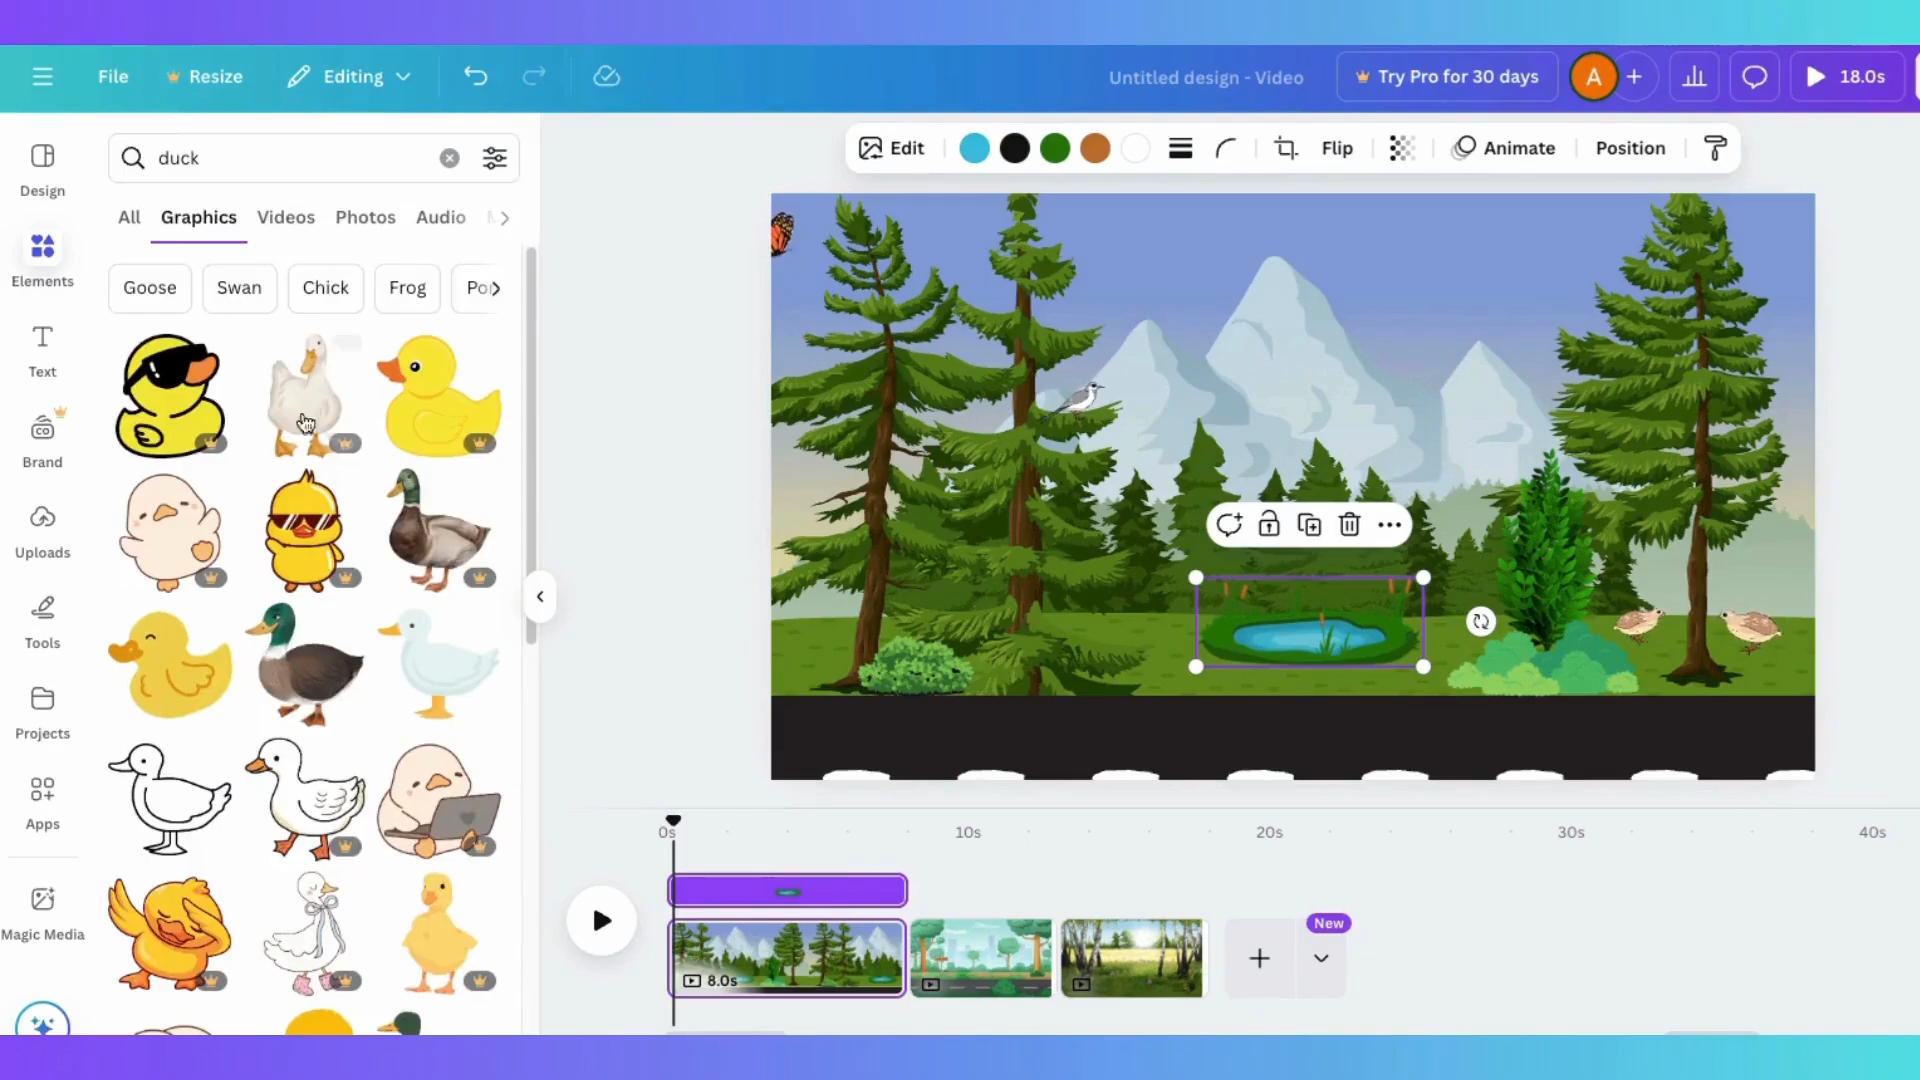 File
Resize
Editing
Untitled design - Video
Try Pro for 30 days
A
18.0s
Design
Elements
Text
Brand
Uploads
Tools
Projects
Apps
Magic Media
duck
All
Graphics
Videos
Photos
Audio
Goose
Swan
Chick
Frog
Edit
Flip
Animate
Position
0s
10s
20s
30s
40s
8.0s
New